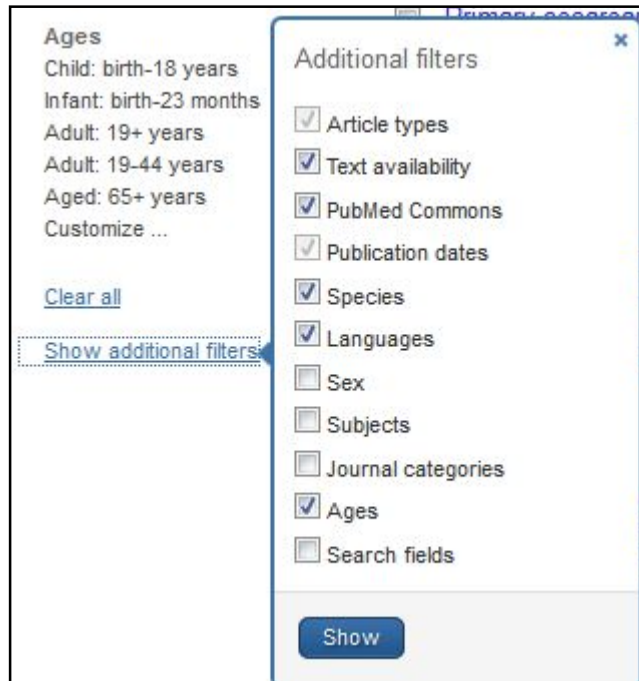 Ages
Child: birth-18 years
Infant: birth-23 months
Adult: 19+ years
Adult: 19-44 years
Aged: 65+ years
Customize ...
Clear all
Show additional filters
Additional filters
Article types
Text availability
PubMed Commons
Publication dates
Species
Languages
Sex
Subjects
Journal categories
Ages
Search fields
Show